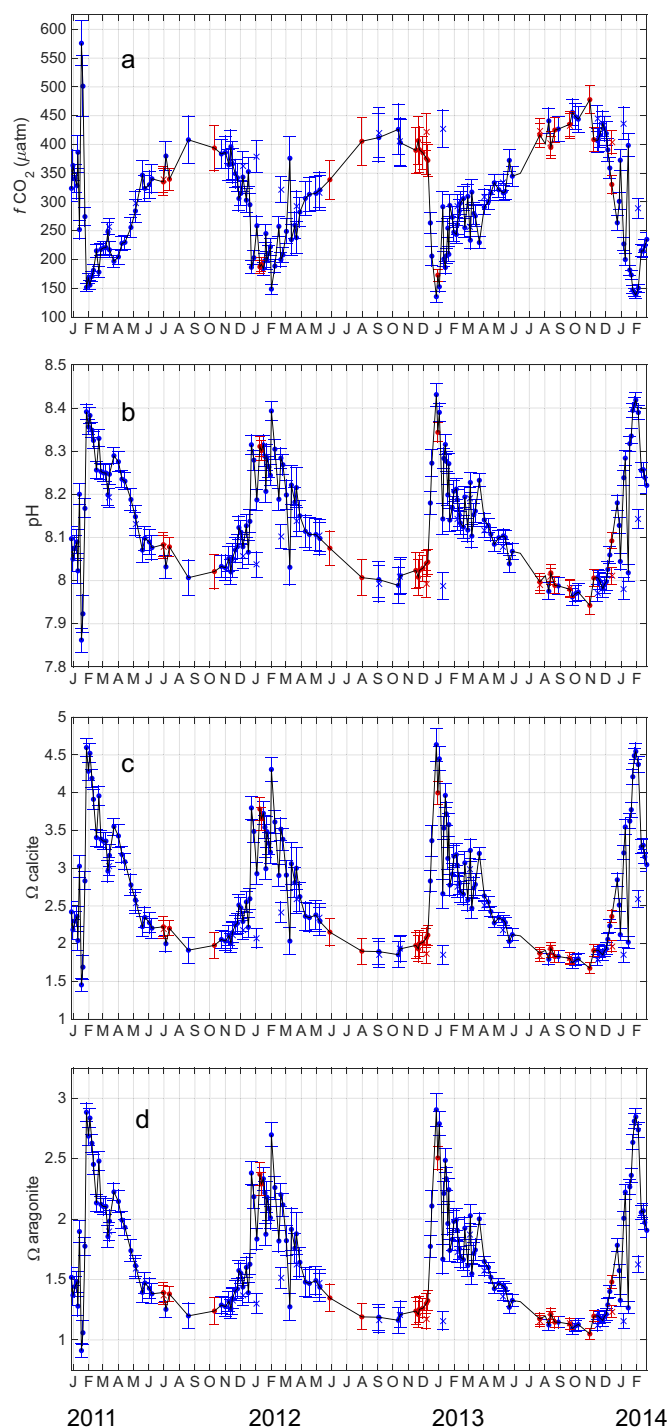 600
550
500
450
400
350
300
250
200
150
100
f CO2 (μatm)
a
J F M A M J J A S O N D J F M A M J J A S O N D J F M A M J J A S O N D J F
8.5
8.4
8.3
8.2
8.1
8
7.9
7.8
pH
b
J F M A M J J A S O N D J F M A M J J A S O N D J F M A M J J A S O N D J F
5
4.5
4
3.5
3
2.5
2
1.5
1
Ω calcite
c
J F M A M J J A S O N D J F M A M J J A S O N D J F M A M J J A S O N D J F
3
2.5
2
1.5
1
Ω aragonite
d
J F M A M J J A S O N D J F M A M J J A S O N D J F M A M J J A S O N D J F
2011 2012 2013 2014